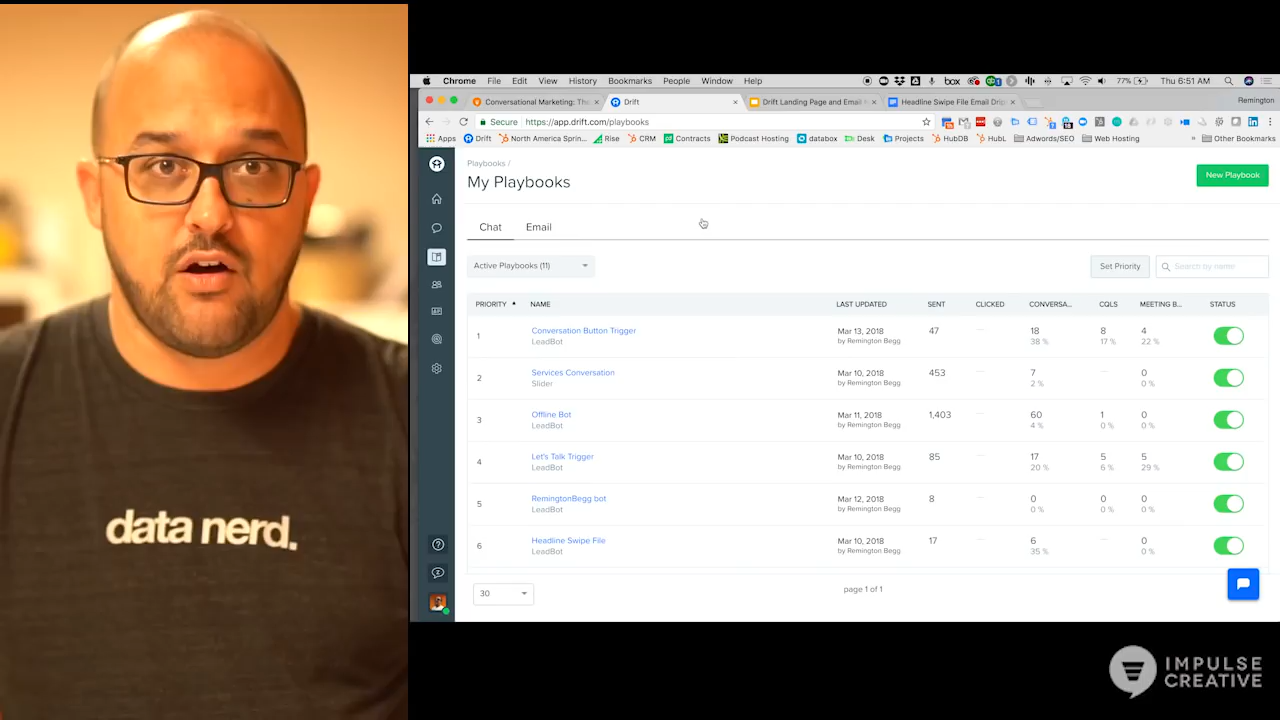 data nerd.
Chrome File Edit View History Bookmarks People Window Help
box
77%
Thu 6:51 AM
Conversational Marketing: The
Drift
Drift Landing Page and Email
Headline Swipe File Email Drip
Remington
Secure https://app.drift.com/playbooks
Apps Drift North America Sprin... Rise CRM Contracts Podcast Hosting databox Desk Projects HubDB HubL Adwords/SEO Web Hosting » Other Bookmarks
Playbooks /
My Playbooks
New Playbook
Chat Email
Active Playbooks (11)
Set Priority
Search by name
PRIORITY NAME LAST UPDATED SENT CLICKED CONVERSA... CQLS MEETING B... STATUS
1 Conversation Button Trigger Mar 13, 2018 47 — 18 8 4
LeadBot by Remington Begg 38 % 17 % 22 %
2 Services Conversation Mar 10, 2018 453 — 7 — 0
Slider by Remington Begg 2 % 0 %
3 Offline Bot Mar 11, 2018 1,403 — 60 1 0
LeadBot by Remington Begg 4 % 0 % 0 %
4 Let's Talk Trigger Mar 10, 2018 85 — 17 5 5
LeadBot by Remington Begg 20 % 6 % 29 %
5 RemingtonBegg bot Mar 12, 2018 8 — 0 0 0
LeadBot by Remington Begg 0 % 0 % 0 %
6 Headline Swipe File Mar 10, 2018 17 — 6 — 0
LeadBot by Remington Begg 35 % 0 %
30
page 1 of 1
IMPULSE
CREATIVE